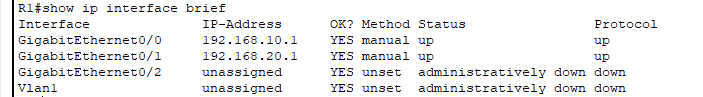 R1#show ip interface brief
Interface IP-Address OK? Method Status Protocol
GigabitEthernet0/0 192.168.10.1 YES manual up up
GigabitEthernet0/1 192.168.20.1 YES manual up up
GigabitEthernet0/2 unassigned YES unset administratively down down
Vlan1 unassigned YES unset administratively down down